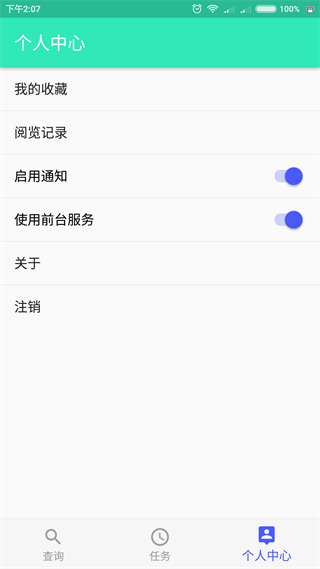 下午2:07 100%
个人中心
我的收藏
阅览记录
启用通知
使用前台服务
关于
注销
查询 任务 个人中心